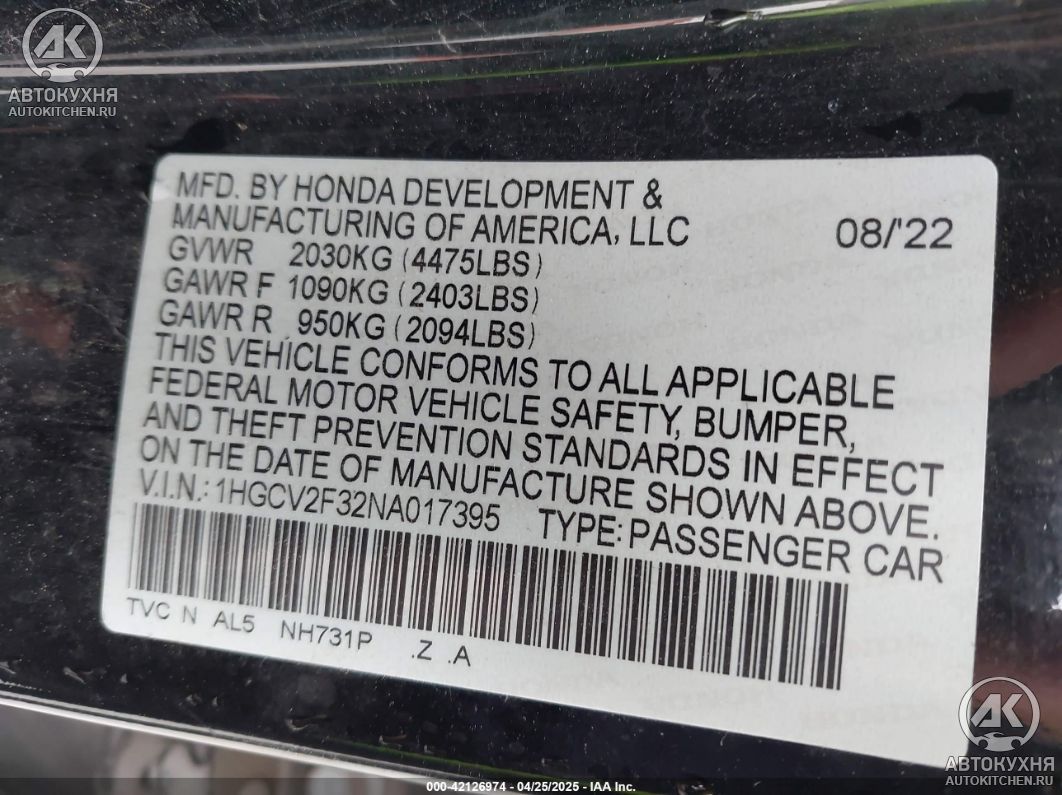 АК
АВТОКУХНЯ
AUTOKITCHEN.RU
MFD. BY HONDA DEVELOPMENT &
MANUFACTURING OF AMERICA, LLC 08/'22
GVWR 2030KG (4475LBS)
GAWR F 1090KG (2403LBS)
GAWR R 950KG (2094LBS)
THIS VEHICLE CONFORMS TO ALL APPLICABLE
FEDERAL MOTOR VEHICLE SAFETY, BUMPER,
AND THEFT PREVENTION STANDARDS IN EFFECT
ON THE DATE OF MANUFACTURE SHOWN ABOVE.
V.I.N.: 1HGCV2F32NA017395 TYPE: PASSENGER CAR
TVC N AL5 NH731P .Z .A
АК
АВТОКУХНЯ
AUTOKITCHEN.RU
000-42126974 - 04/25/2025 - IAA Inc.